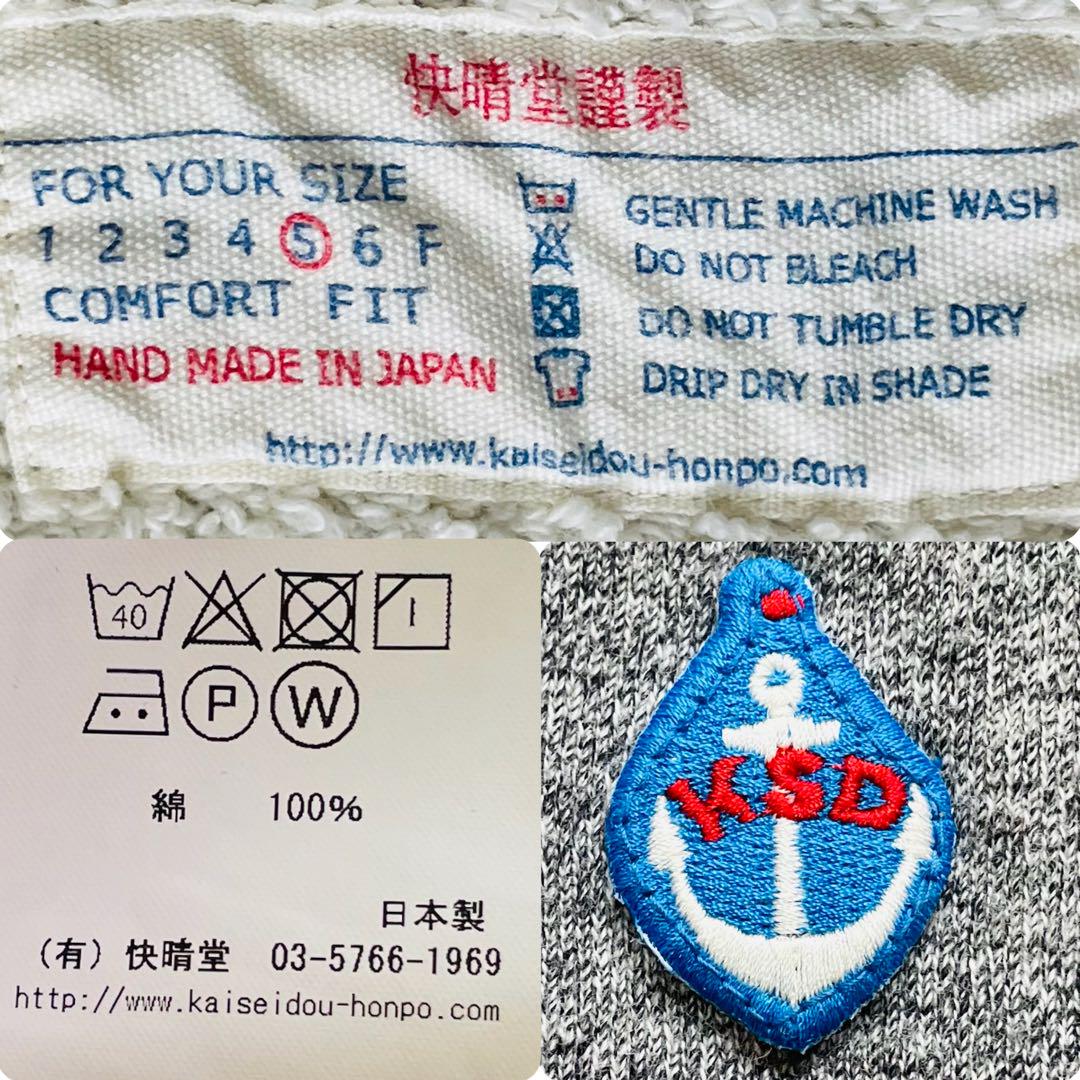 快晴堂謹製
FOR YOUR SIZE
1 2 3 4 5 6 F
COMFORT FIT
HAND MADE IN JAPAN
GENTLE MACHINE WASH
DO NOT BLEACH
DO NOT TUMBLE DRY
DRIP DRY IN SHADE
http://www.kaiseidou-honpo.com
40
P W
綿 100%
日本製
(有)快晴堂 03-5766-1969
http://www.kaiseidou-honpo.com
KSD